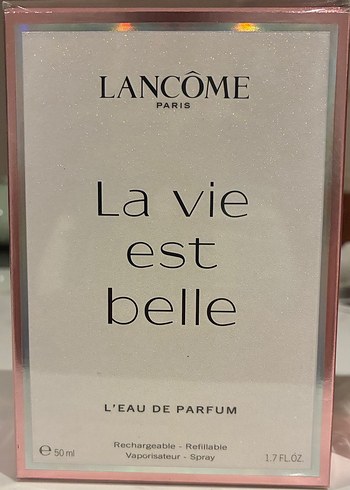 LANCÔME
PARIS
La vie
est
belle
L'EAU DE PARFUM
Rechargeable - Refillable
Vaporisateur - Spray
℮ 50 ml
1.7 FL.OZ.